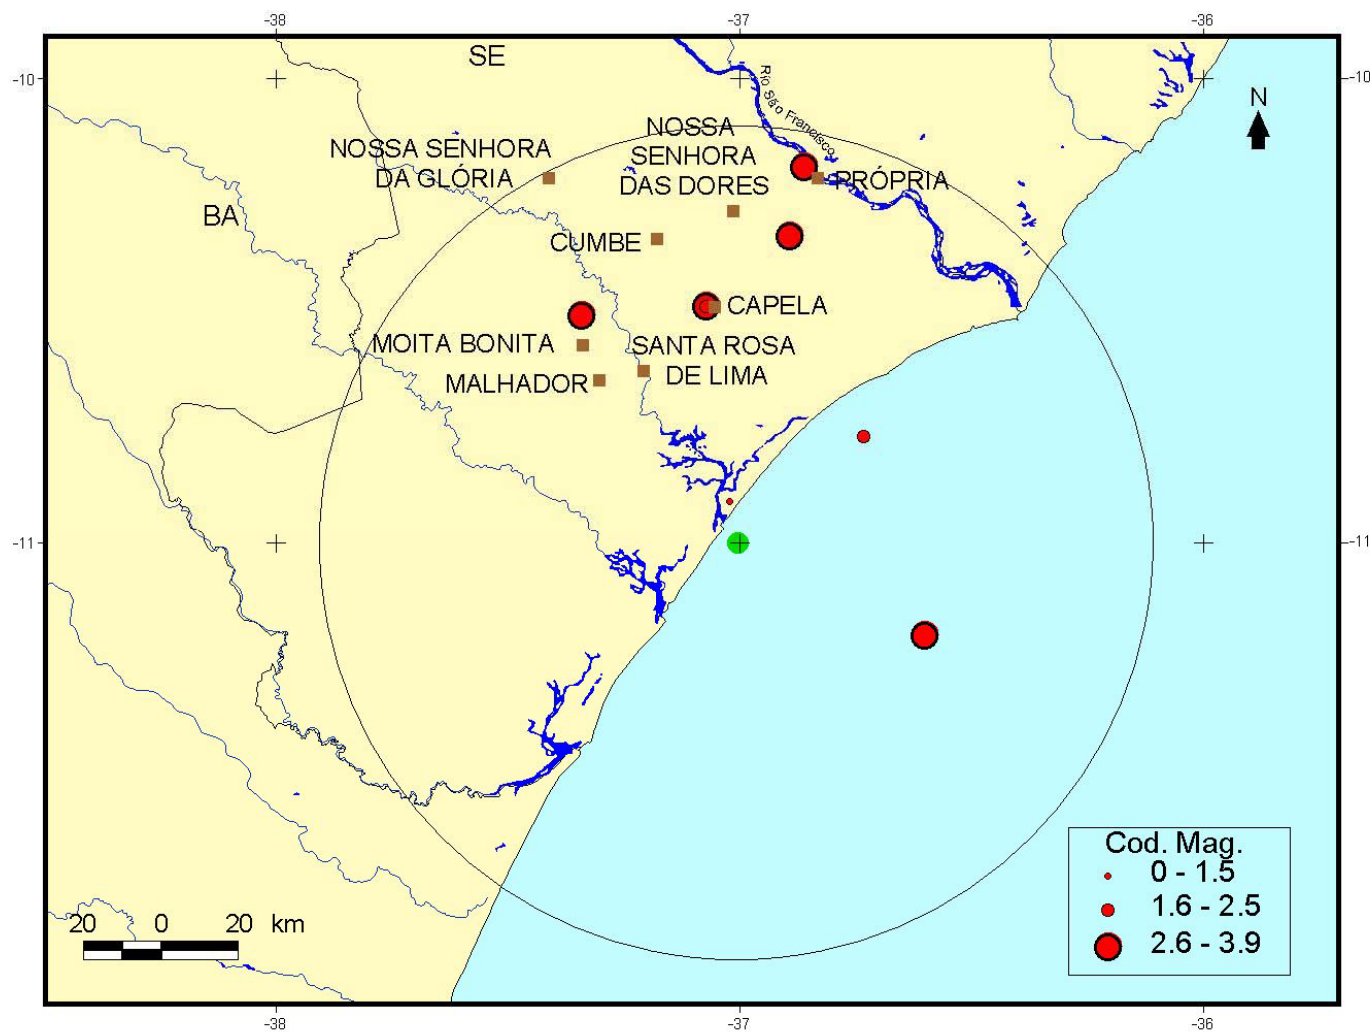 -38 -37 -36
SE
-10 -10
N
Rio São Francisco
NOSSA
SENHORA
DAS DORES
NOSSA SENHORA
DA GLÓRIA
PRÓPRIA
BA
CUMBE
CAPELA
MOITA BONITA
SANTA ROSA
DE LIMA
MALHADOR
-11 -11
Cod. Mag.
0 - 1.5
1.6 - 2.5
2.6 - 3.9
20 0 20 km
-38 -37 -36